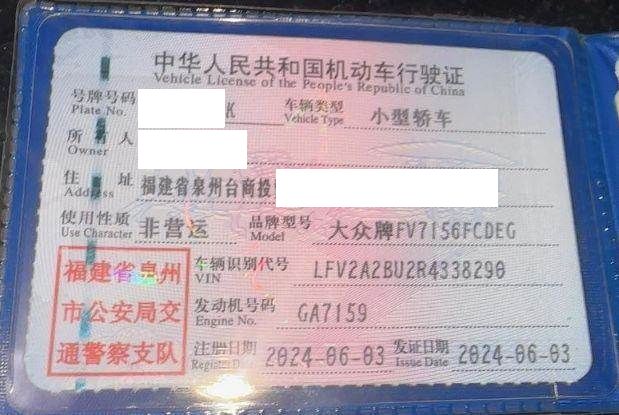 中华人民共和国机动车行驶证
Vehicle License of the People's Republic of China
号牌号码 K 车辆类型 小型轿车
Plate No. Vehicle Type
所有人
Owner
住址 福建省泉州台商投
Address
使用性质 非营运 品牌型号 大众牌FV7156FCDEG
Use Character Model
福建省泉州
市公安局交
通警察支队
车辆识别代号 LFV2A2BU2R4338290
VIN
发动机号码 GA7159
Engine No.
注册日期 2024-06-03 发证日期 2024-06-03
Register Date Issue Date